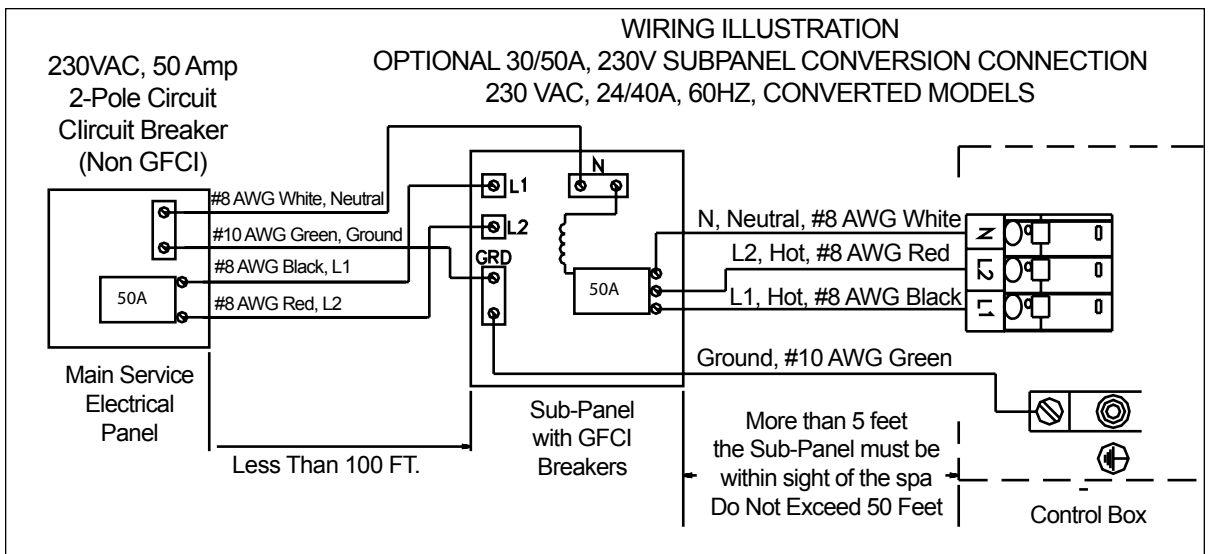 WIRING ILLUSTRATION
OPTIONAL 30/50A, 230V SUBPANEL CONVERSION CONNECTION
230 VAC, 24/40A, 60HZ, CONVERTED MODELS
230VAC, 50 Amp
2-Pole Circuit
CIircuit Breaker
(Non GFCI)
#8 AWG White, Neutral
#10 AWG Green, Ground
#8 AWG Black, L1
#8 AWG Red, L2
50A
Main Service
Electrical
Panel
Less Than 100 FT.
L1
N
L2
GRD
50A
Sub-Panel
with GFCI
Breakers
N, Neutral, #8 AWG White
L2, Hot, #8 AWG Red
L1, Hot, #8 AWG Black
Ground, #10 AWG Green
More than 5 feet
the Sub-Panel must be
within sight of the spa
Do Not Exceed 50 Feet
N
L2
L1
0
0
0
Control Box